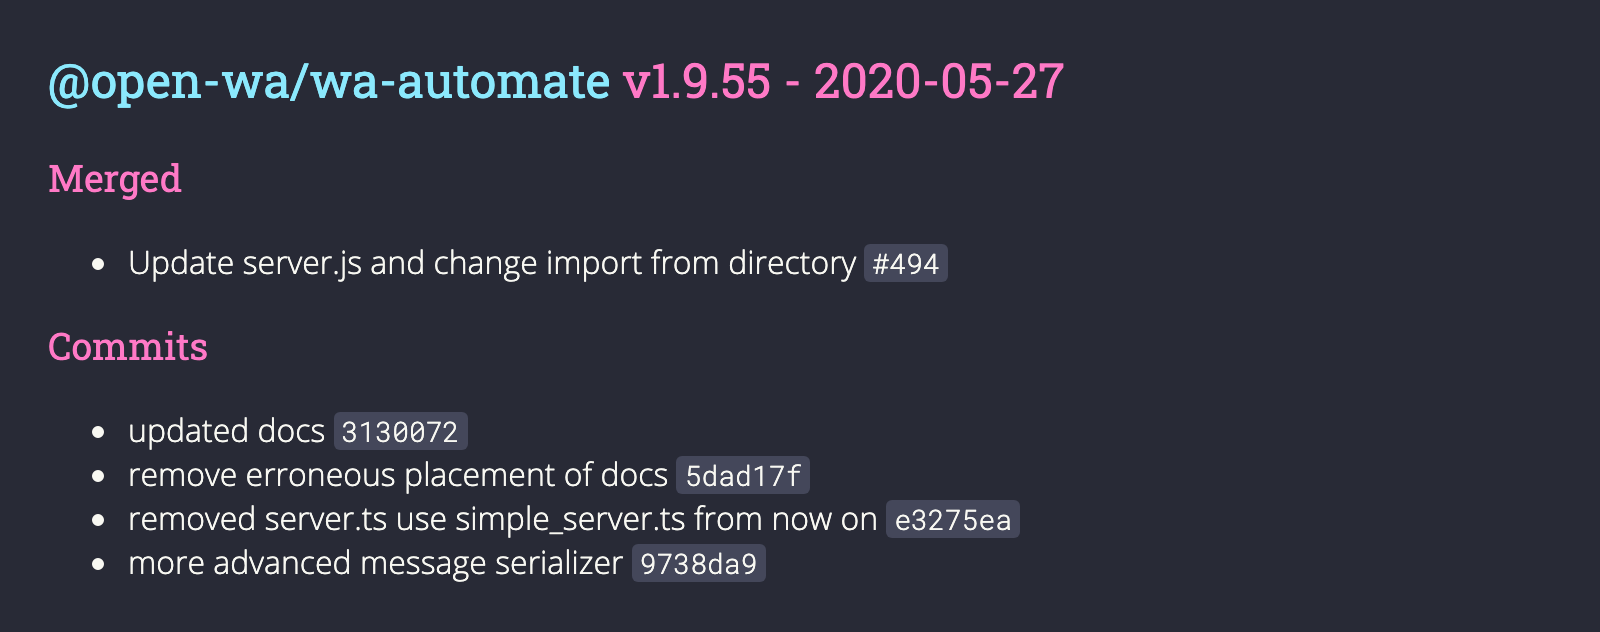 @open-wa/wa-automate v1.9.55 - 2020-05-27
Merged
Update server.js and change import from directory #494
Commits
updated docs 3130072
remove erroneous placement of docs 5dad17f
removed server.ts use simple_server.ts from now on e3275ea
more advanced message serializer 9738da9